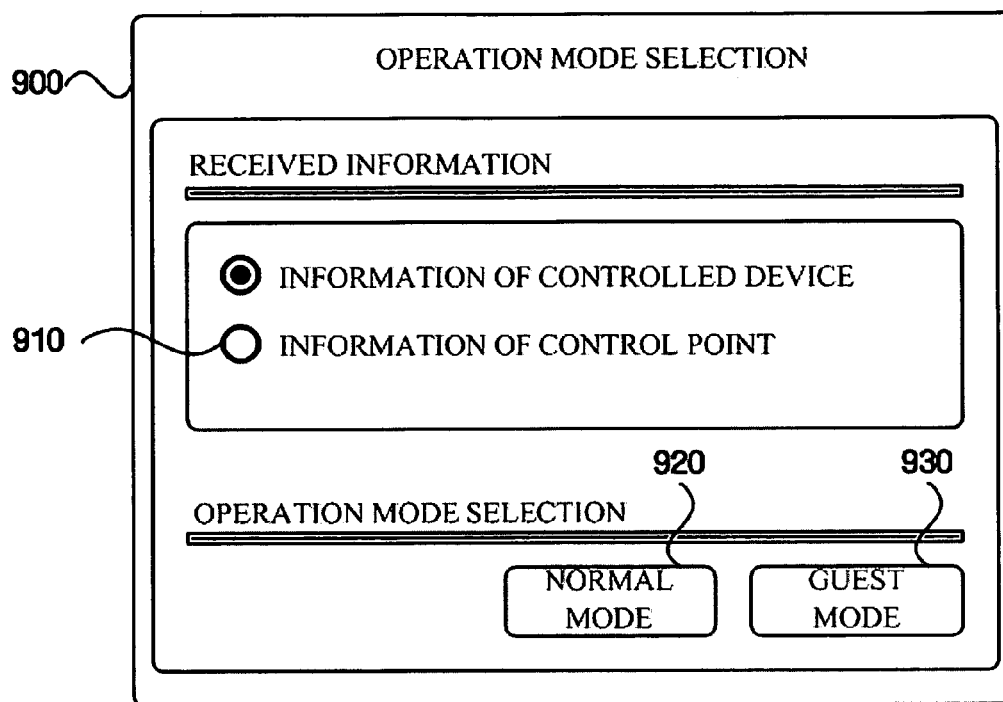 OPERATION MODE SELECTION
900
RECEIVED INFORMATION
INFORMATION OF CONTROLLED DEVICE
910
INFORMATION OF CONTROL POINT
920
930
OPERATION MODE SELECTION
NORMAL
MODE
GUEST
MODE